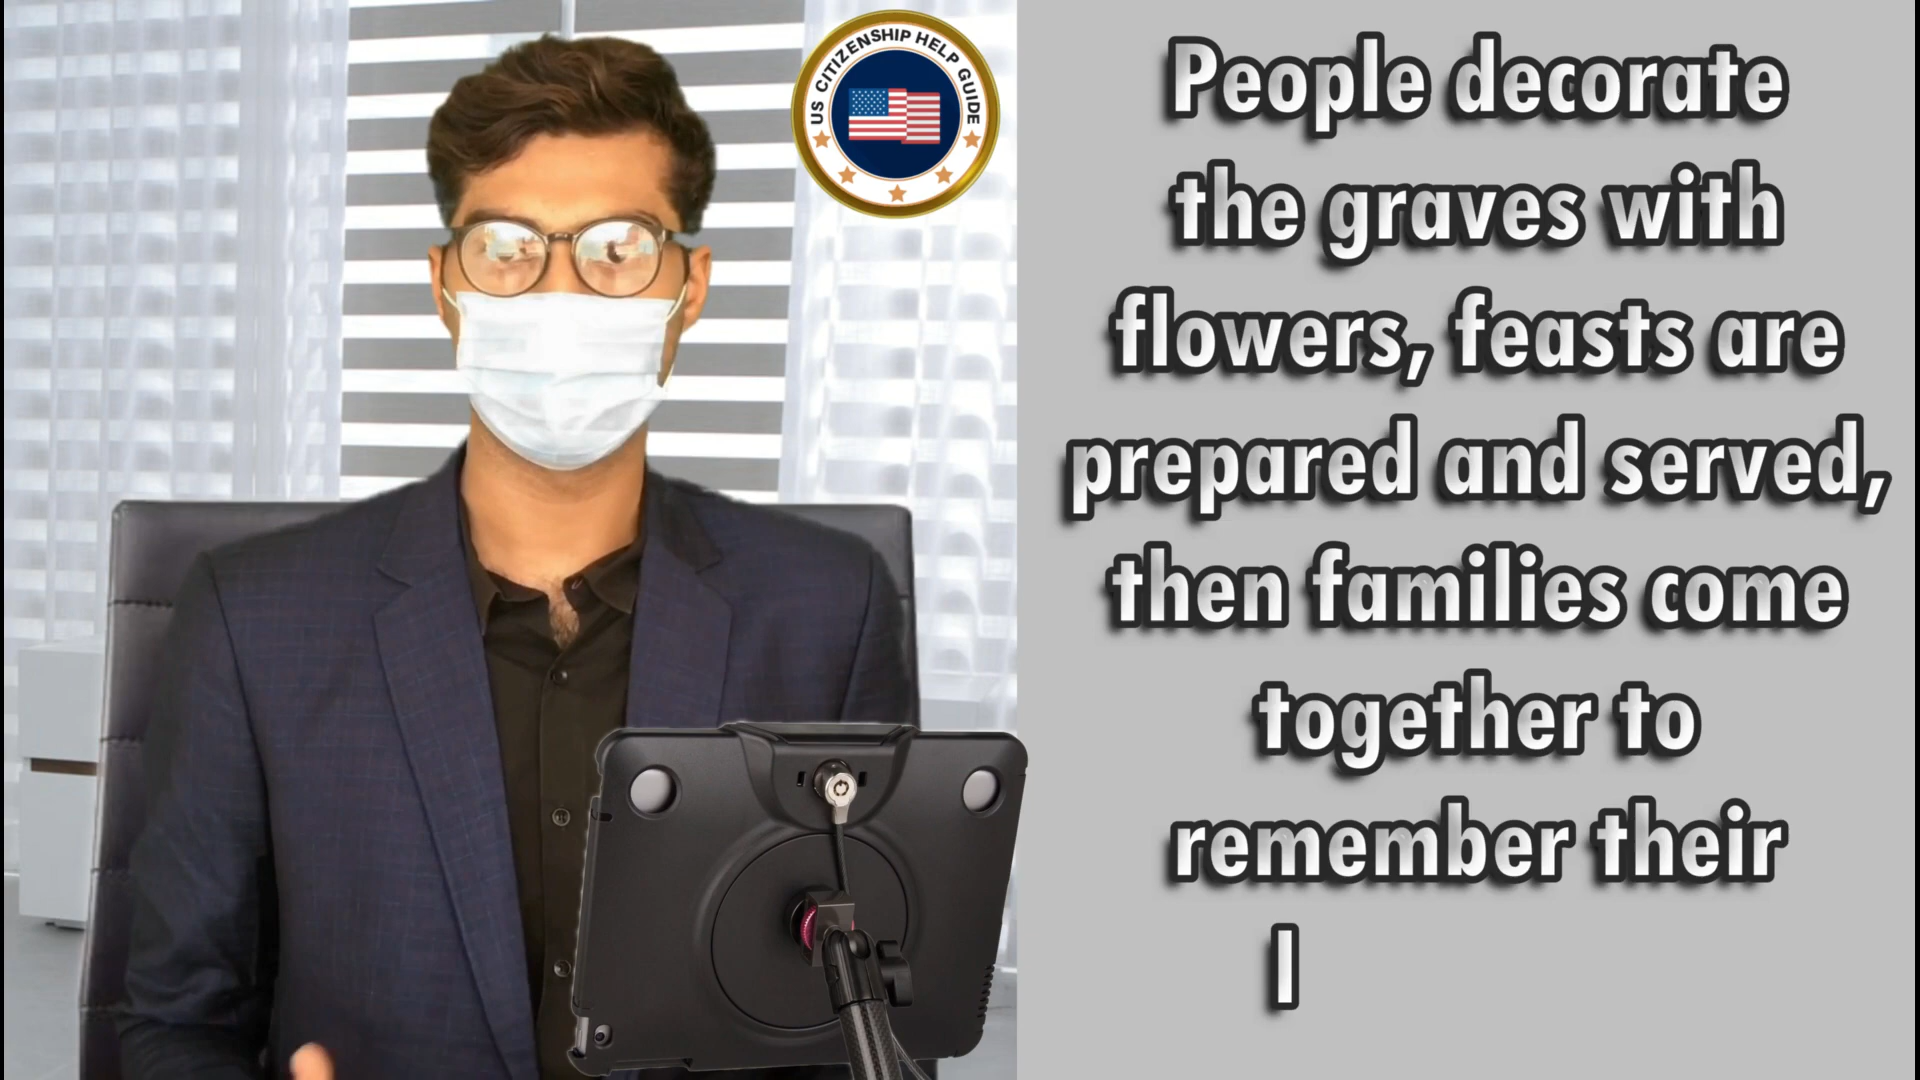 US CITIZENSHIP HELP GUIDE
People decorate
the graves with
flowers, feasts are
prepared and served,
then families come
together to
remember their
l